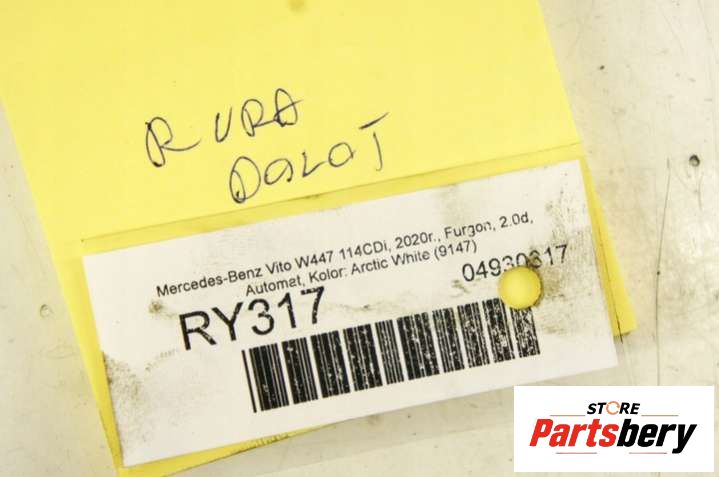 RURA
DOLOT
Mercedes-Benz Vito W447 114CDi, 2020r., Furgon, 2.0d,
Automat, Kolor: Arctic White (9147)
RY317
04930317
STORE
Partsbery